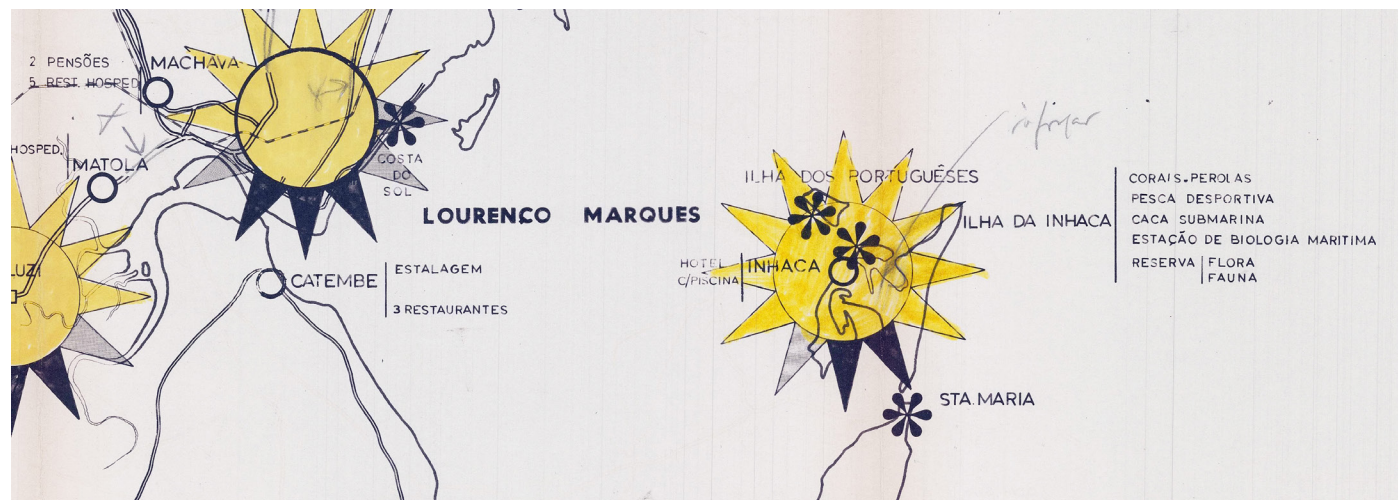 2 PENSÕES
5 REST. HOSPED.
MACHAVA
HOSPED.
MATOLA
COSTA
DO
SOL
LOURENÇO MARQUES
LUZI
CATEMBE
ESTALAGEM
3 RESTAURANTES
ILHA DOS PORTUGUÊSES
ILHA DA INHACA
CORAIS-PEROLAS
PESCA DESPORTIVA
CACA SUBMARINA
ESTAÇÃO DE BIOLOGIA MARITIMA
RESERVA
FLORA
FAUNA
HOTEL
C/PISCINA
INHACA
STA. MARIA